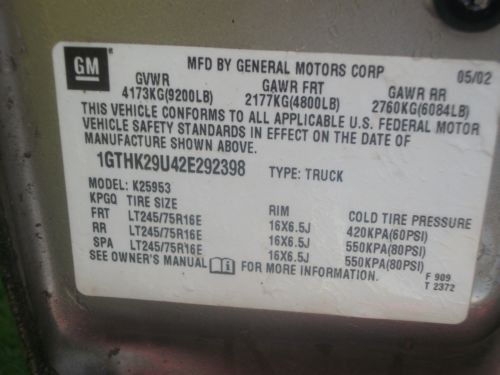 GM
MFD BY GENERAL MOTORS CORP 05/02
GVWR GAWR FRT GAWR RR
4173KG(9200LB) 2177KG(4800LB) 2760KG(6084LB)
THIS VEHICLE CONFORMS TO ALL APPLICABLE U.S. FEDERAL MOTOR
VEHICLE SAFETY STANDARDS IN EFFECT ON THE DATE OF
MANUFACTURE SHOWN ABOVE.
1GTHK29U42E292398 TYPE: TRUCK
MODEL: K25953
KPGQ TIRE SIZE RIM COLD TIRE PRESSURE
FRT LT245/75R16E 16X6.5J 420KPA(60PSI)
RR LT245/75R16E 16X6.5J 550KPA(80PSI)
SPA LT245/75R16E 16X6.5J 550KPA(80PSI)
SEE OWNER'S MANUAL FOR MORE INFORMATION.
F 909
T 2372